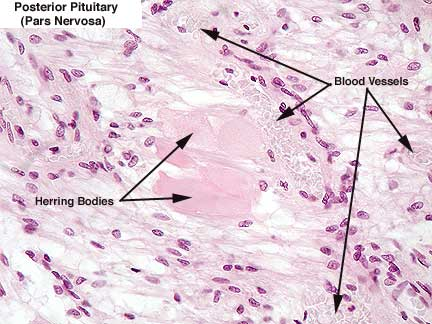 Posterior Pituitary
(Pars Nervosa)
Blood Vessels
Herring Bodies